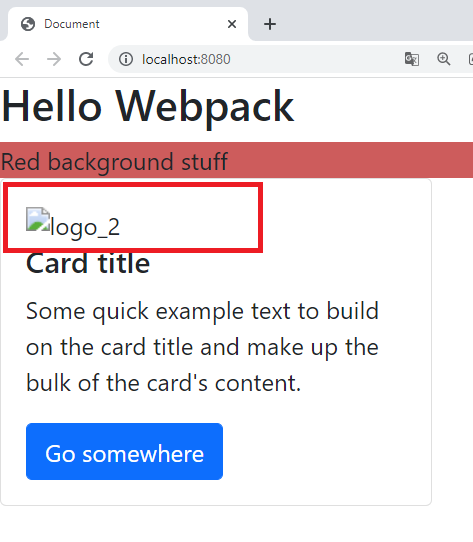 Document
localhost:8080
Hello Webpack
Red background stuff
logo_2
Card title
Some quick example text to build
on the card title and make up the
bulk of the card's content.
Go somewhere